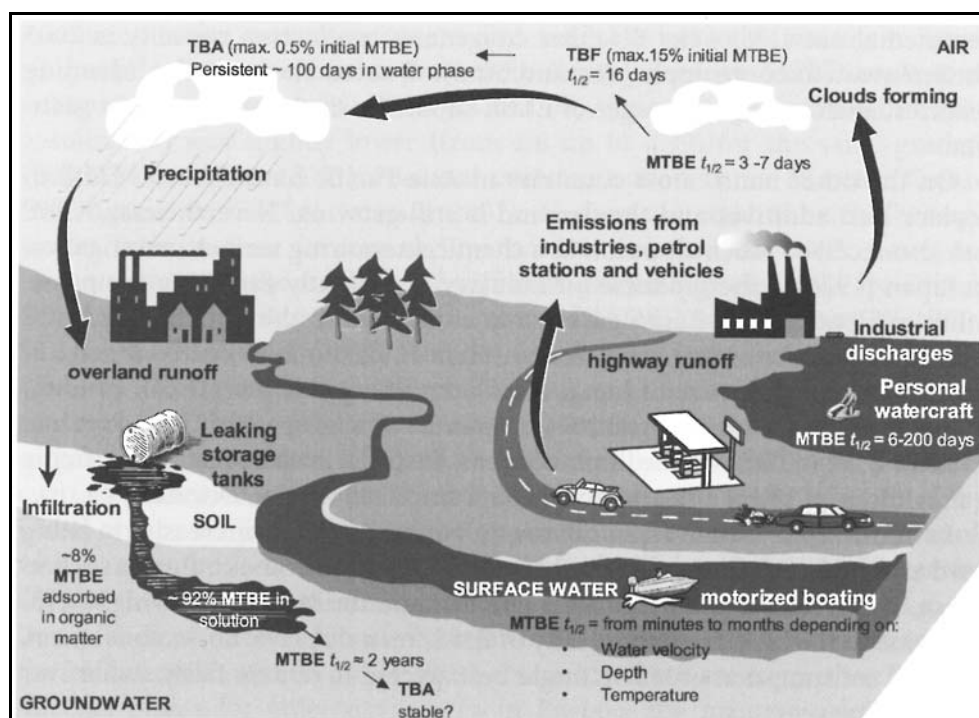 TBA (max. 0.5% initial MTBE)
Persistent ~ 100 days in water phase
TBF (max. 15% initial MTBE)
t1/2 = 16 days
AIR
Clouds forming
MTBE t1/2 = 3 -7 days
Precipitation
Emissions from
industries, petrol
stations and vehicles
overland runoff
highway runoff
Industrial
discharges
Personal
watercraft
MTBE t1/2 = 6-200 days
Leaking
storage
tanks
Infiltration
SOIL
~8%
MTBE
adsorbed
in organic
matter
~ 92% MTBE in
solution
SURFACE WATER
motorized boating
MTBE t1/2 = from minutes to months depending on:
• Water velocity
• Depth
• Temperature
MTBE t1/2 ≈ 2 years
TBA
stable?
GROUNDWATER